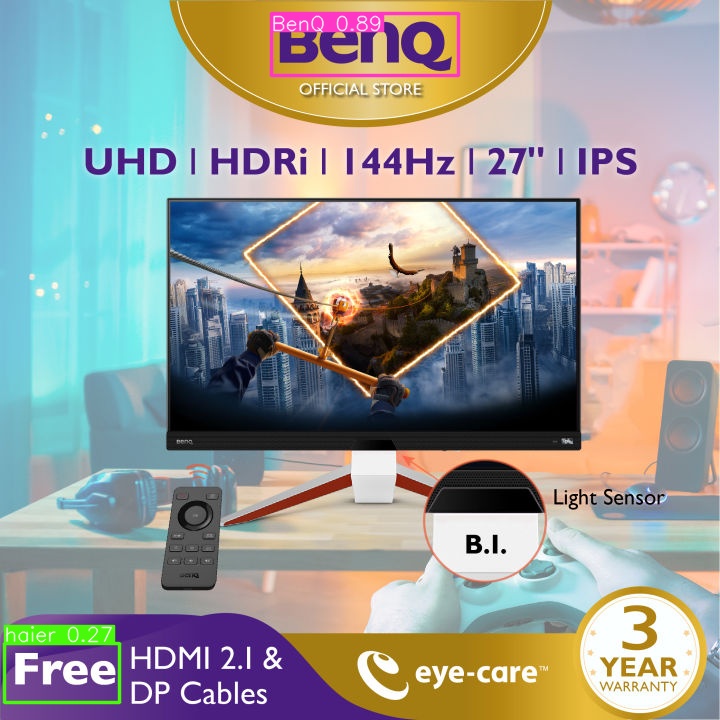 BenQ 0.89
BenQ
OFFICIAL STORE
UHD | HDRi | 144Hz | 27" | IPS
BenQ
Light Sensor
B.I.
BenQ
haier 0.27
Free HDMI 2.1 &
DP Cables
eye-care™
3
YEAR
WARRANTY